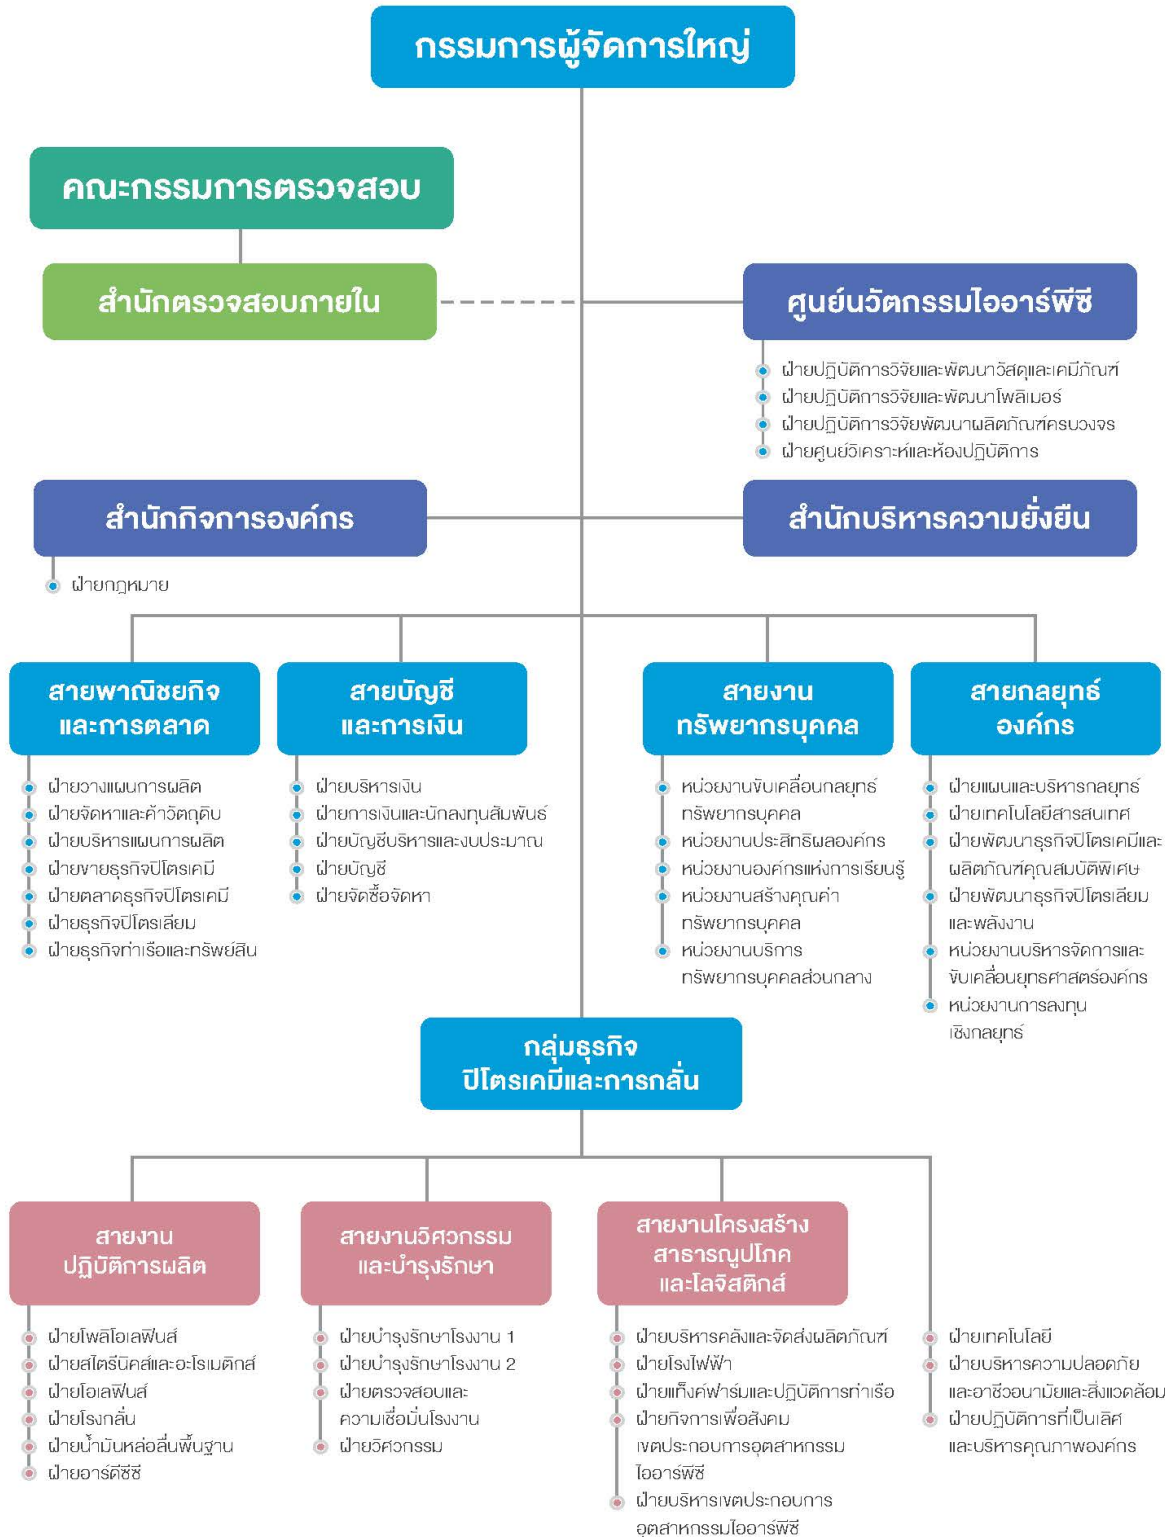 กรรมการผู้จัดการใหญ่
คณะกรรมการตรวจสอบ
สำนักตรวจสอบภายใน
ศูนย์นวัตกรรมไออาร์พีซี
ฝ่ายปฏิบัติการวิจัยและพัฒนาวัสดุและเคมีภัณฑ์
ฝ่ายปฏิบัติการวิจัยและพัฒนาโพลิเมอร์
ฝ่ายปฏิบัติการวิจัยพัฒนาผลิตภัณฑ์ครบวงจร
ฝ่ายศูนย์วิเคราะห์และห้องปฏิบัติการ
สำนักกิจการองค์กร
ฝ่ายกฎหมาย
สำนักบริหารความยั่งยืน
สายพาณิชยกิจ
และการตลาด
ฝ่ายวางแผนการผลิต
ฝ่ายจัดหาและค้าวัตถุดิบ
ฝ่ายบริหารแผนการผลิต
ฝ่ายขายธุรกิจปิโตรเคมี
ฝ่ายตลาดธุรกิจปิโตรเคมี
ฝ่ายธุรกิจปิโตรเลียม
ฝ่ายธุรกิจท่าเรือและทรัพย์สิน
สายบัญชี
และการเงิน
ฝ่ายบริหารเงิน
ฝ่ายการเงินและนักลงทุนสัมพันธ์
ฝ่ายบัญชีบริหารและงบประมาณ
ฝ่ายบัญชี
ฝ่ายจัดซื้อจัดหา
สายงาน
ทรัพยากรบุคคล
หน่วยงานขับเคลื่อนกลยุทธ์
ทรัพยากรบุคคล
หน่วยงานประสิทธิผลองค์กร
หน่วยงานองค์กรแห่งการเรียนรู้
หน่วยงานสร้างคุณค่า
ทรัพยากรบุคคล
หน่วยงานบริการ
ทรัพยากรบุคคลส่วนกลาง
สายกลยุทธ์
องค์กร
ฝ่ายแผนและบริหารกลยุทธ์
ฝ่ายเทคโนโลยีสารสนเทศ
ฝ่ายพัฒนาธุรกิจปิโตรเคมีและ
ผลิตภัณฑ์คุณสมบัติพิเศษ
ฝ่ายพัฒนาธุรกิจปิโตรเลียม
และพลังงาน
หน่วยงานบริหารจัดการและ
ขับเคลื่อนยุทธศาสตร์องค์กร
หน่วยงานการลงทุน
เชิงกลยุทธ์
กลุ่มธุรกิจ
ปิโตรเคมีและการกลั่น
สายงาน
ปฏิบัติการผลิต
ฝ่ายโพลิโอเลฟินส์
ฝ่ายสไตรีนิคส์และอะโรเมติกส์
ฝ่ายโอเลฟินส์
ฝ่ายโรงกลั่น
ฝ่ายน้ำมันหล่อลื่นพื้นฐาน
ฝ่ายอาร์ดีซีซี
สายงานวิศวกรรม
และบำรุงรักษา
ฝ่ายบำรุงรักษาโรงงาน 1
ฝ่ายบำรุงรักษาโรงงาน 2
ฝ่ายตรวจสอบและ
ความเชื่อมั่นโรงงาน
ฝ่ายวิศวกรรม
สายงานโครงสร้าง
สาธารณูปโภค
และโลจิสติกส์
ฝ่ายบริหารคลังและจัดส่งผลิตภัณฑ์
ฝ่ายโรงไฟฟ้า
ฝ่ายแท็งค์ฟาร์มและปฏิบัติการท่าเรือ
ฝ่ายกิจการเพื่อสังคม
เขตประกอบการอุตสาหกรรม
ไออาร์พีซี
ฝ่ายบริหารเขตประกอบการ
อุตสาหกรรมไออาร์พีซี
ฝ่ายเทคโนโลยี
ฝ่ายบริหารความปลอดภัย
และอาชีวอนามัยและสิ่งแวดล้อม
ฝ่ายปฏิบัติการที่เป็นเลิศ
และบริหารคุณภาพองค์กร